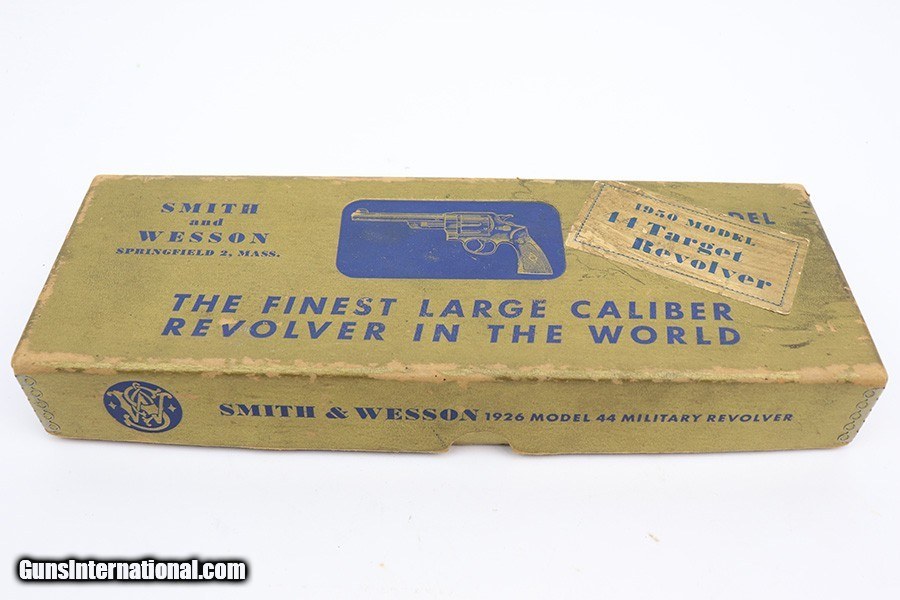 SMITH
and
WESSON
SPRINGFIELD 2, MASS.
DEL
1950 MODEL
44 Target
Revolver
THE FINEST LARGE CALIBER
REVOLVER IN THE WORLD
SMITH & WESSON 1926 MODEL 44 MILITARY REVOLVER
GunsInternational.com